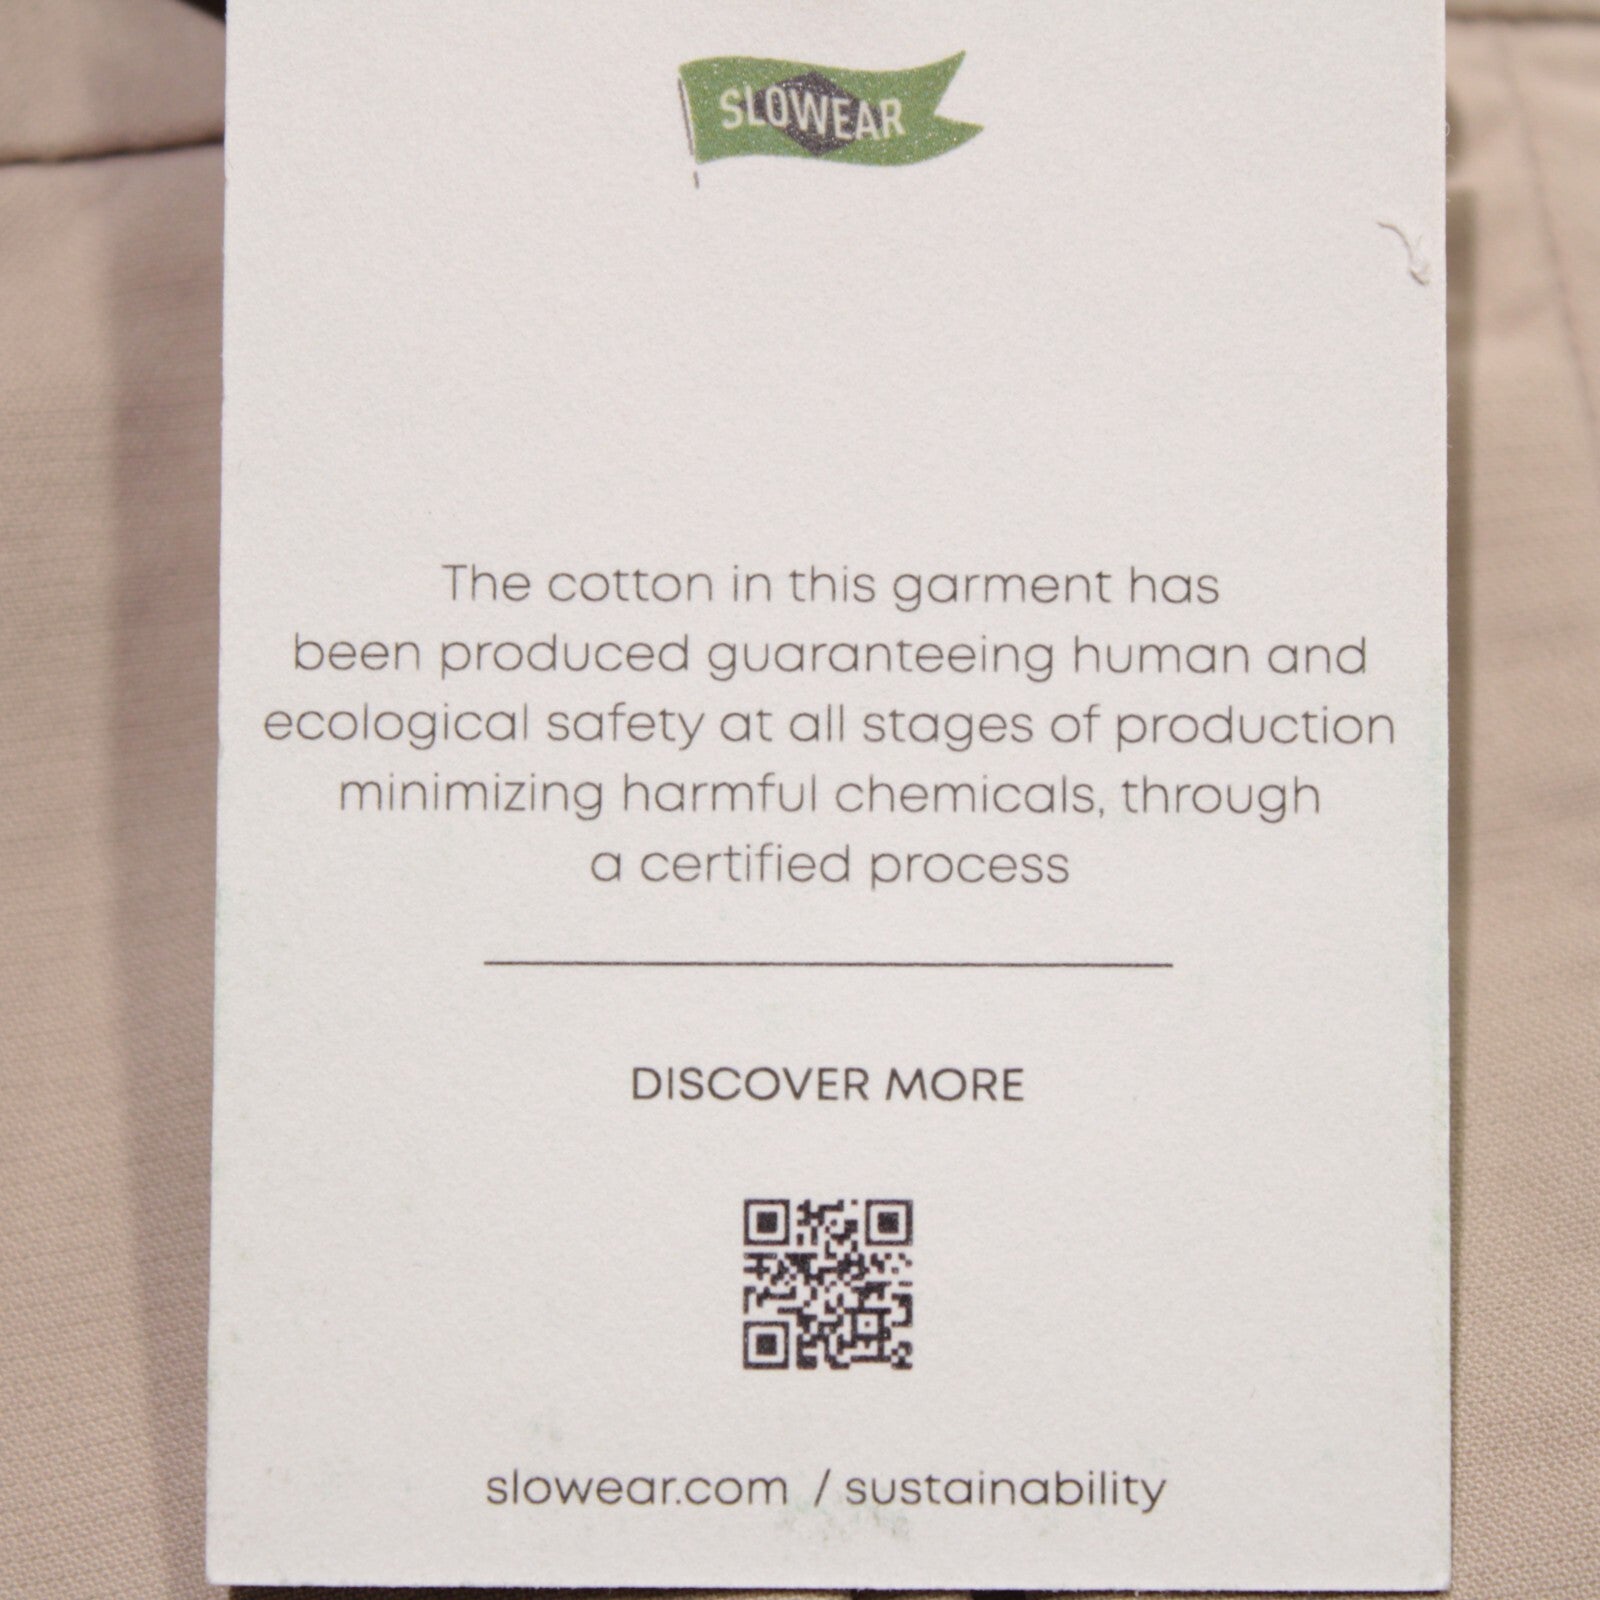 SLOWEAR
The cotton in this garment has
been produced guaranteeing human and
ecological safety at all stages of production
minimizing harmful chemicals, through
a certified process
DISCOVER MORE
slowear.com / sustainability